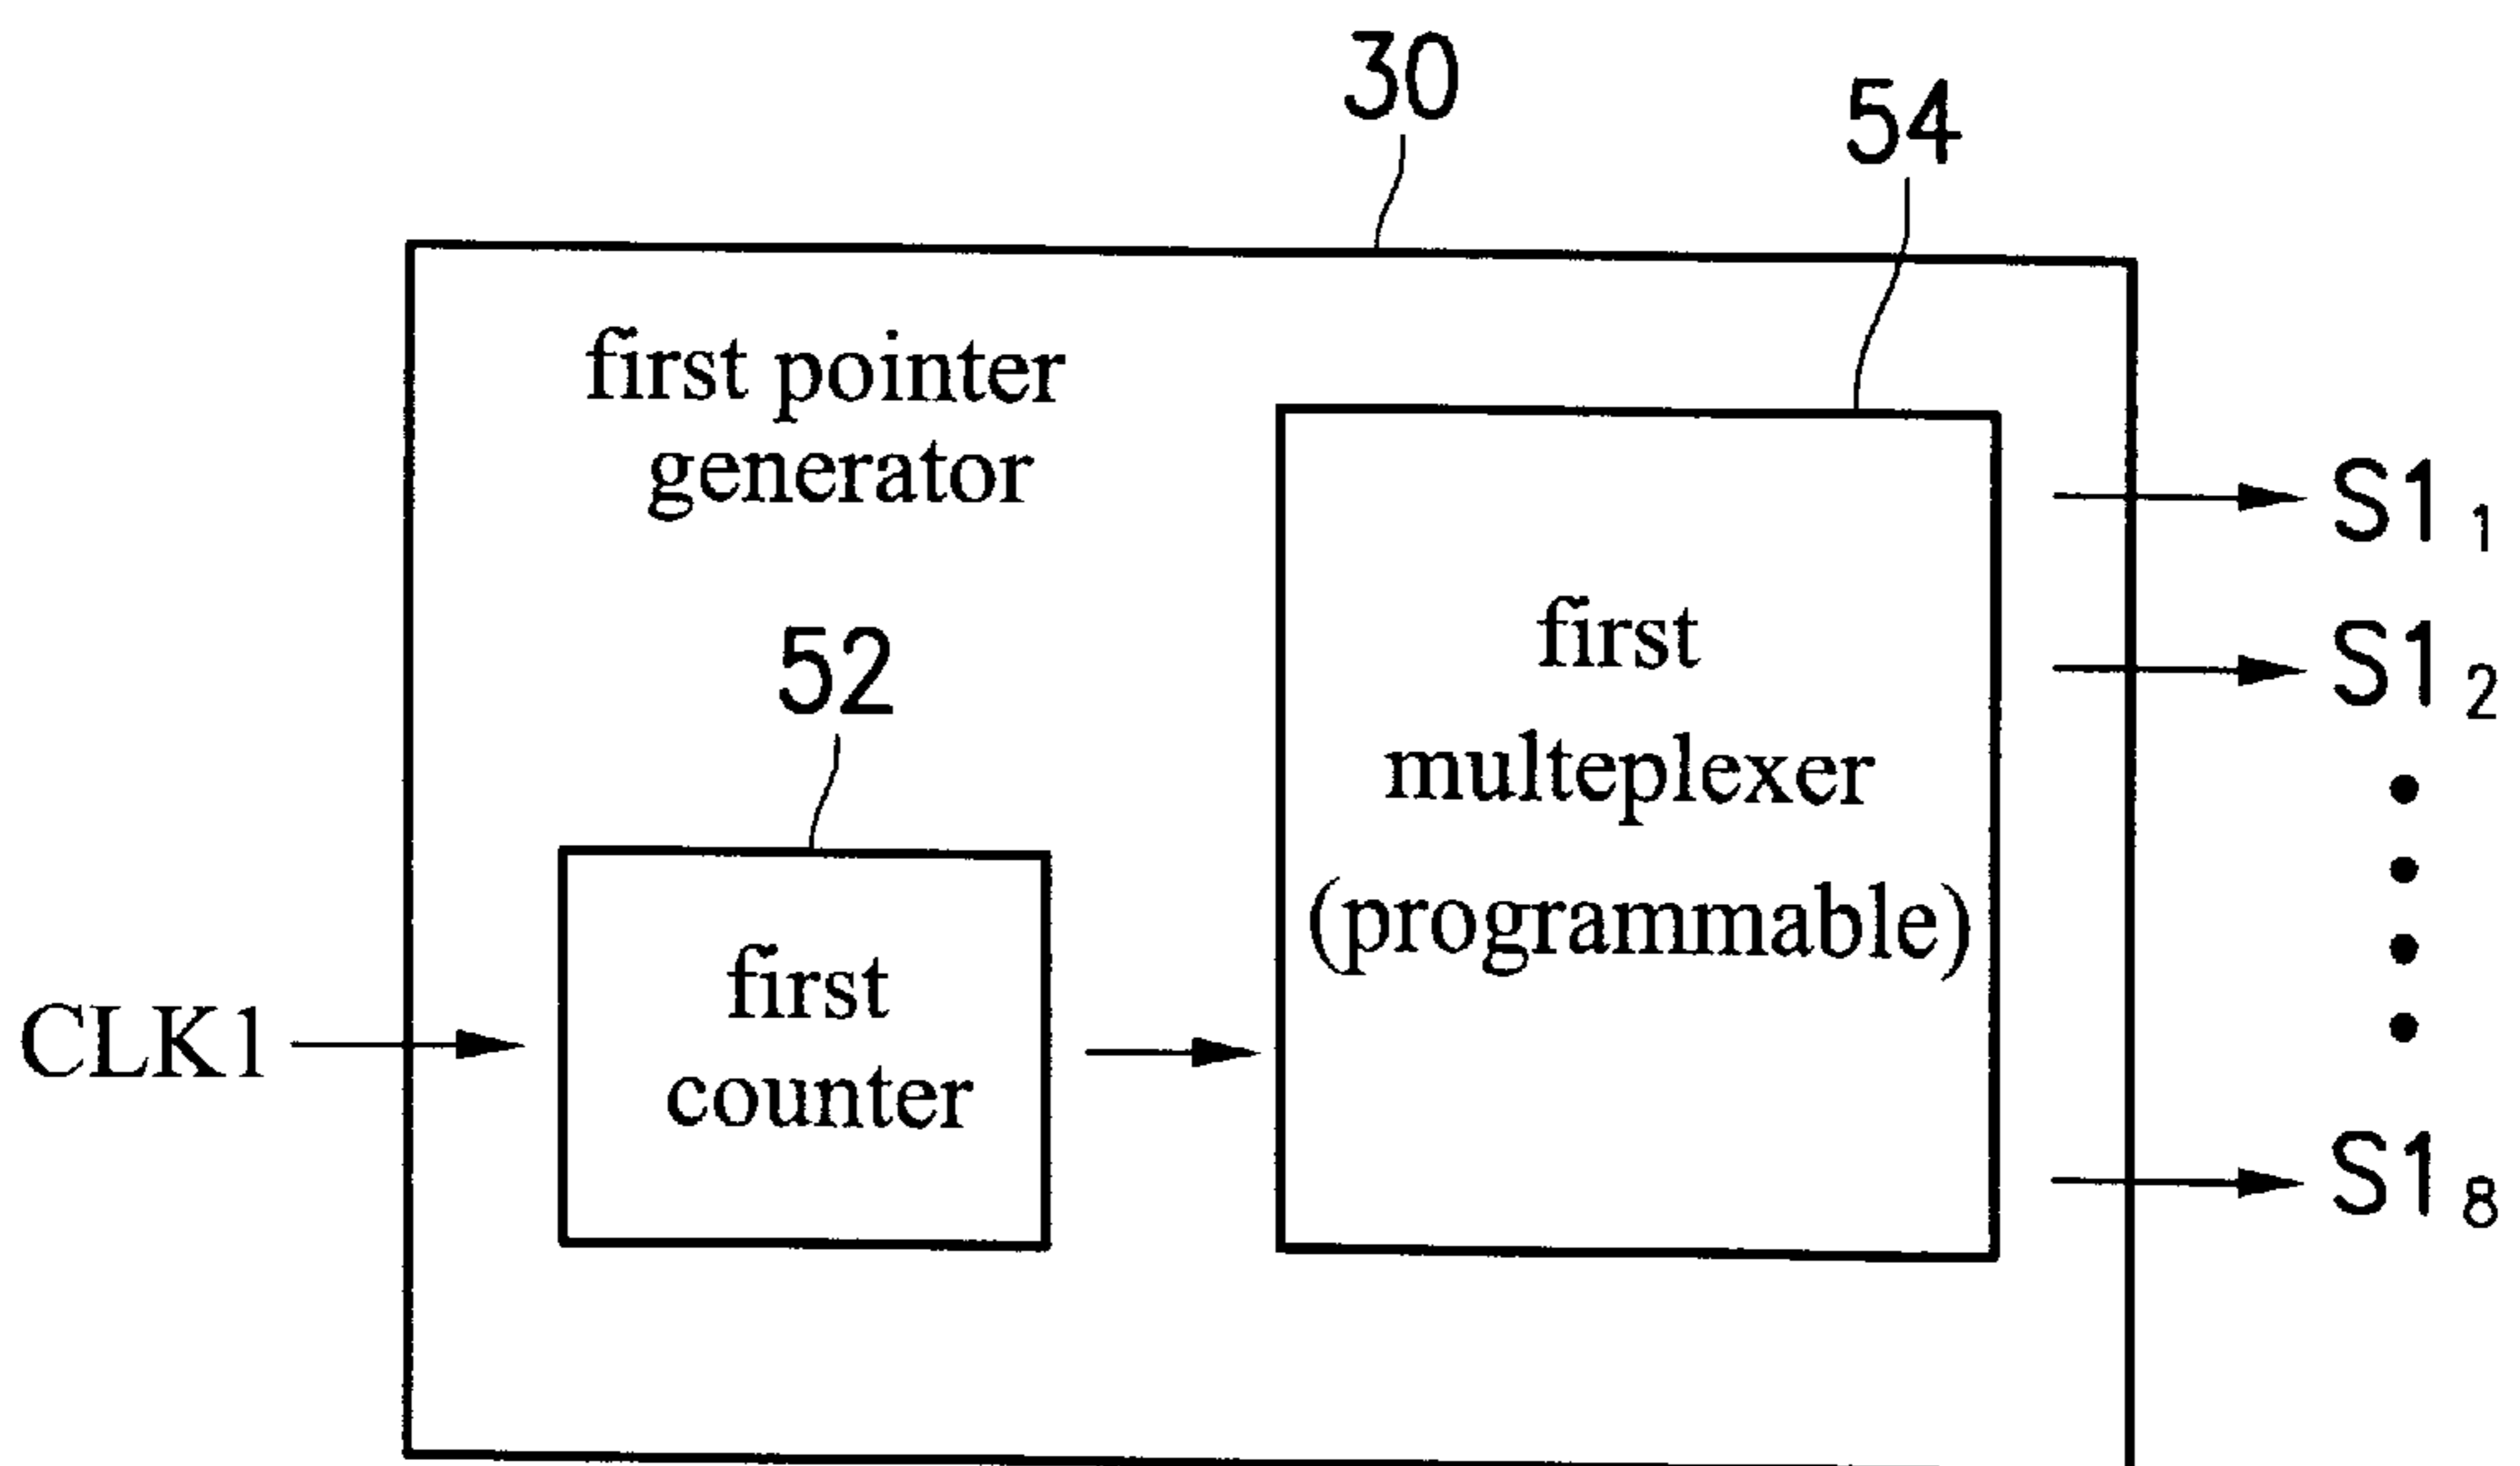 30
54
first pointer
generator
S1 1
52
first
S1 2
multeplexer
(programmable)
first
CLK1
counter
S1 8